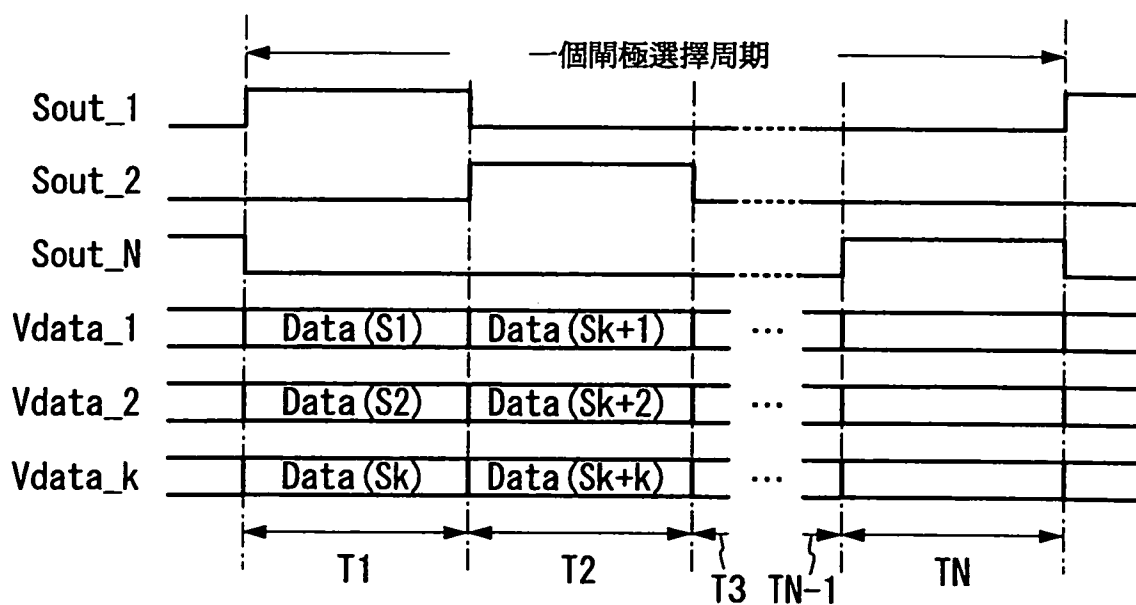 一個閘極選擇周期
Sout_1
Sout_2
Sout_N
Vdata_1 Data(S1) Data(Sk+1) ...
Vdata_2 Data(S2) Data(Sk+2) ...
Vdata_k Data(Sk) Data(Sk+k) ...
T1 T2 T3 TN-1 TN